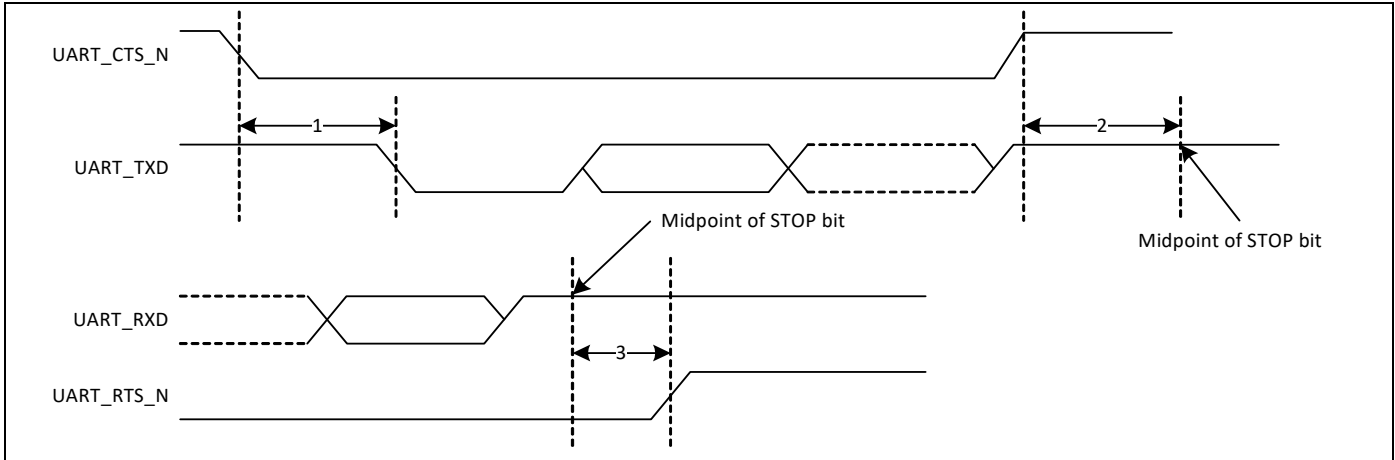 UART_CTS_N
1
2
UART_TXD
Midpoint of STOP bit
Midpoint of STOP bit
UART_RXD
3
UART_RTS_N